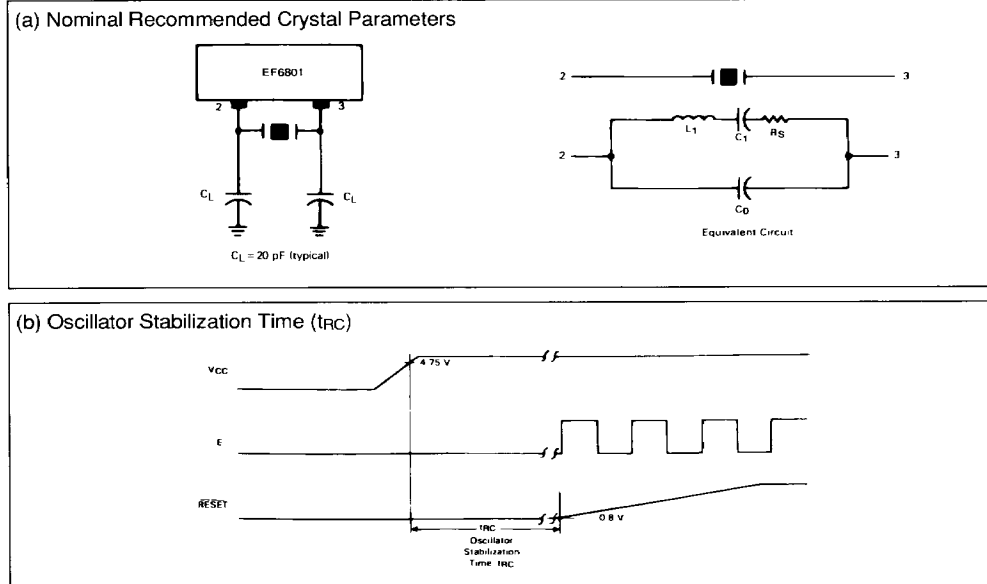 (a) Nominal Recommended Crystal Parameters
EF6801
2
3
CL
CL
CL = 20 pF (typical)
2
3
L1
C1
RS
2
3
C0
Equivalent Circuit
(b) Oscillator Stabilization Time (tRC)
VCC
4 75 V
E
RESET
0 8 V
tRC
Oscillator
Stabilization
Time tRC